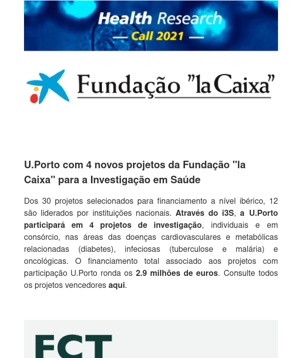 Health Research
Call 2021
Fundação "la Caixa"
U.Porto com 4 novos projetos da Fundação "la
Caixa" para a Investigação em Saúde
Dos 30 projetos selecionados para financiamento a nível ibérico, 12
são liderados por instituições nacionais. Através do i3S, a U.Porto
participará em 4 projetos de investigação, individuais e em
consórcio, nas áreas das doenças cardiovasculares e metabólicas
relacionadas (diabetes), infeciosas (tuberculose e malária) e
oncológicas. O financiamento total associado aos projetos com
participação U.Porto ronda os 2.9 milhões de euros. Consulte todos
os projetos vencedores aqui.
FCT